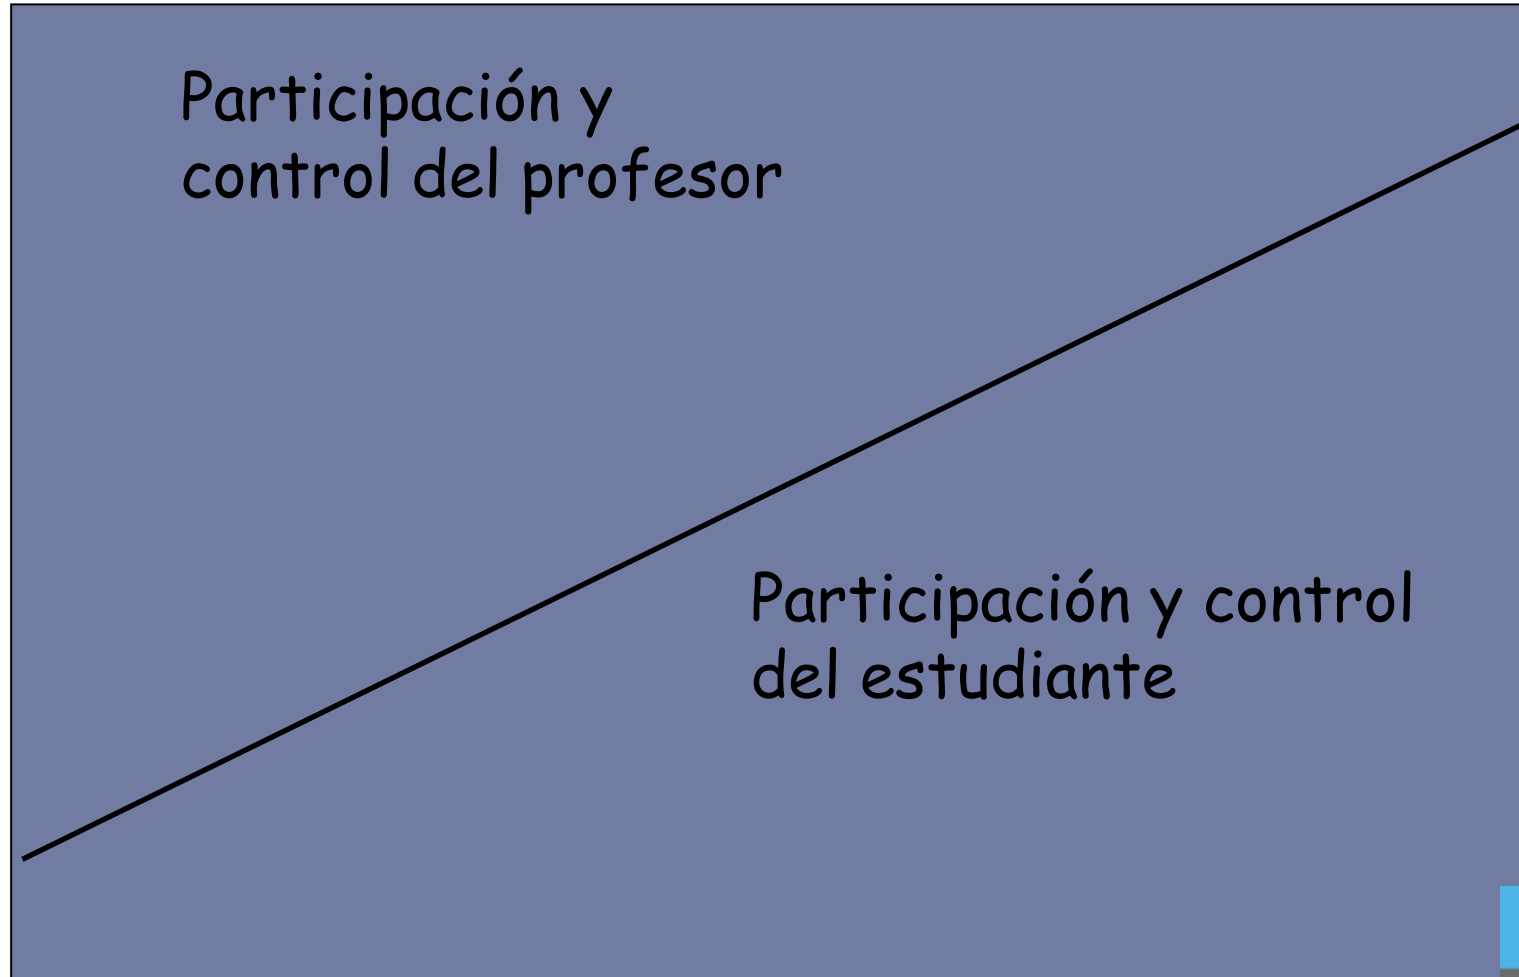 Participación y
control del profesor
Participación y control
del estudiante